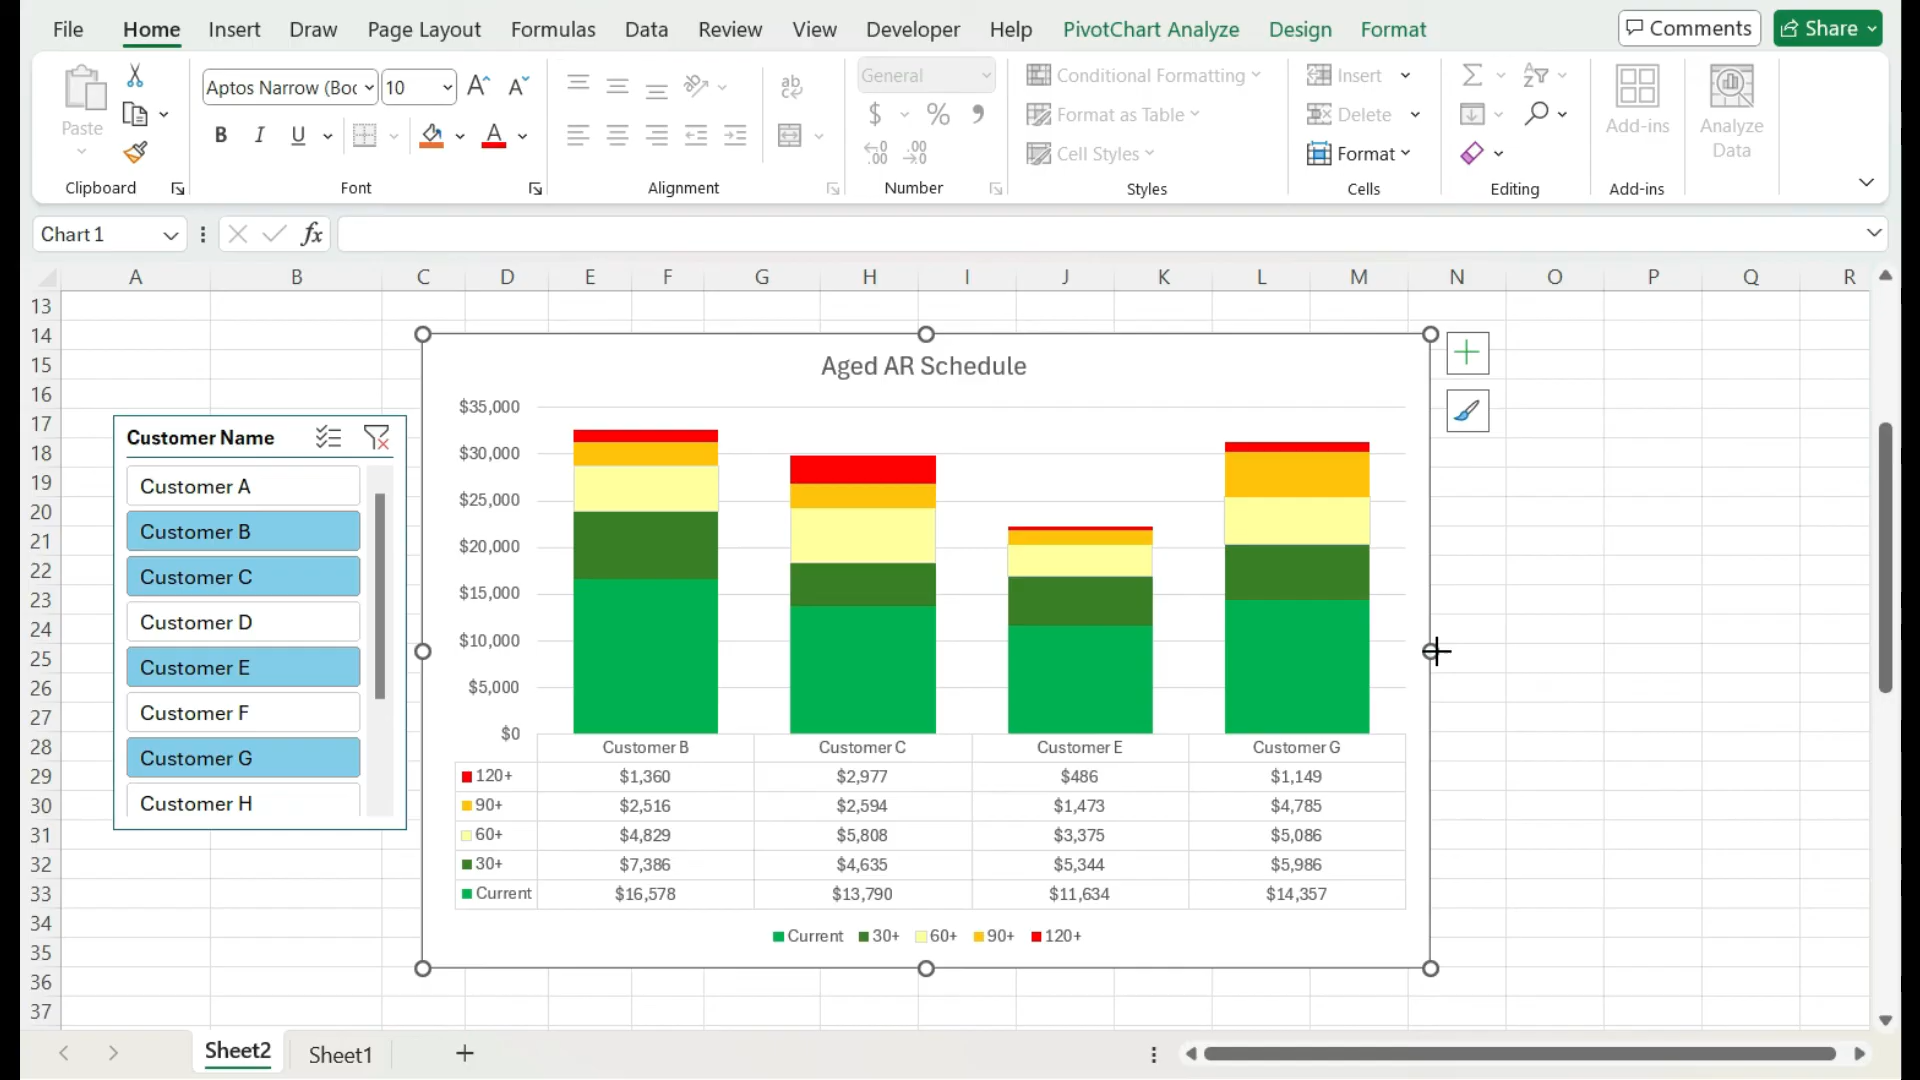 File Home Insert Draw Page Layout Formulas Data Review View Developer Help PivotChart Analyze Design Format Comments Share
Paste Aptos Narrow (Boc 10 A A ab General Conditional Formatting Insert Add-ins Analyze Data
B I U A $ % Format as Table Delete
.00 .00 Cell Styles Format
Clipboard Font Alignment Number Styles Cells Editing Add-ins
Chart 1 fx
A B C D E F G H I J K L M N O P Q R
13
14
15
16
17
18
19
20
21
22
23
24
25
26
27
28
29
30
31
32
33
34
35
36
37
Customer Name
Customer A
Customer B
Customer C
Customer D
Customer E
Customer F
Customer G
Customer H
Aged AR Schedule
$35,000
$30,000
$25,000
$20,000
$15,000
$10,000
$5,000
$0
Customer B Customer C Customer E Customer G
120+ $1,360 $2,977 $486 $1,149
90+ $2,516 $2,594 $1,473 $4,785
60+ $4,829 $5,808 $3,375 $5,086
30+ $7,386 $4,635 $5,344 $5,986
Current $16,578 $13,790 $11,634 $14,357
Current 30+ 60+ 90+ 120+
Sheet2 Sheet1